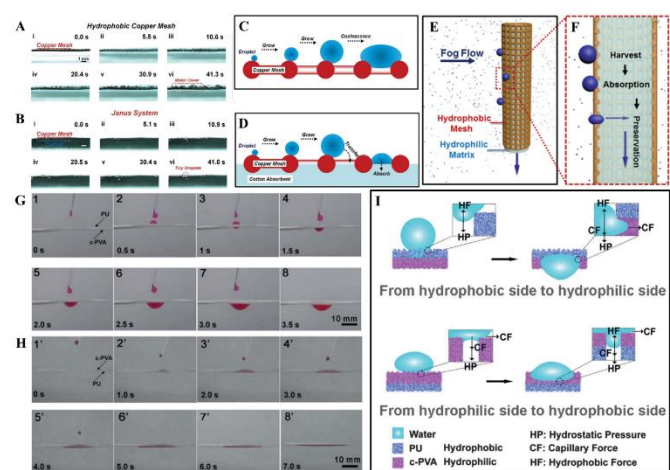 A
Hydrophobic Copper Mesh
i 0.0 s
ii 5.8 s
iii 10.6 s
Copper Mesh
1 mm
iv 20.4 s
v 30.9 s
vi 41.3 s
Water Cover
B
Janus System
i 0.0 s
ii 5.1 s
iii 10.9 s
Copper Mesh
iv 20.5 s
v 30.4 s
vi 41.0 s
Tiny Droplets
C
Droplet
Grow
Grow
Coalescence
Copper Mesh
D
Droplet
Grow
Grow
Transfer
Copper Mesh
Absorb
Cotton Absorbent
E
Fog Flow
Hydrophobic
Mesh
Hydrophilic
Matrix
F
Harvest
Absorption
Preservation
G
1
2
3
4
PU
c-PVA
0 s
0.5 s
1 s
1.5 s
5
6
7
8
2.0 s
2.5 s
3.0 s
3.5 s
10 mm
H
1'
2'
3'
4'
c-PVA
PU
0 s
1.0 s
2.0 s
3.0 s
5'
6'
7'
8'
4.0 s
5.0 s
6.0 s
7.0 s
10 mm
I
HF
HP
HF
CF
CF
HP
From hydrophobic side to hydrophilic side
CF
CF
HP
HF
CF
HP
From hydrophilic side to hydrophobic side
Water
HP: Hydrostatic Pressure
PU Hydrophobic
CF: Capillary Force
c-PVA Hydrophilic
HF: Hydrophobic Force